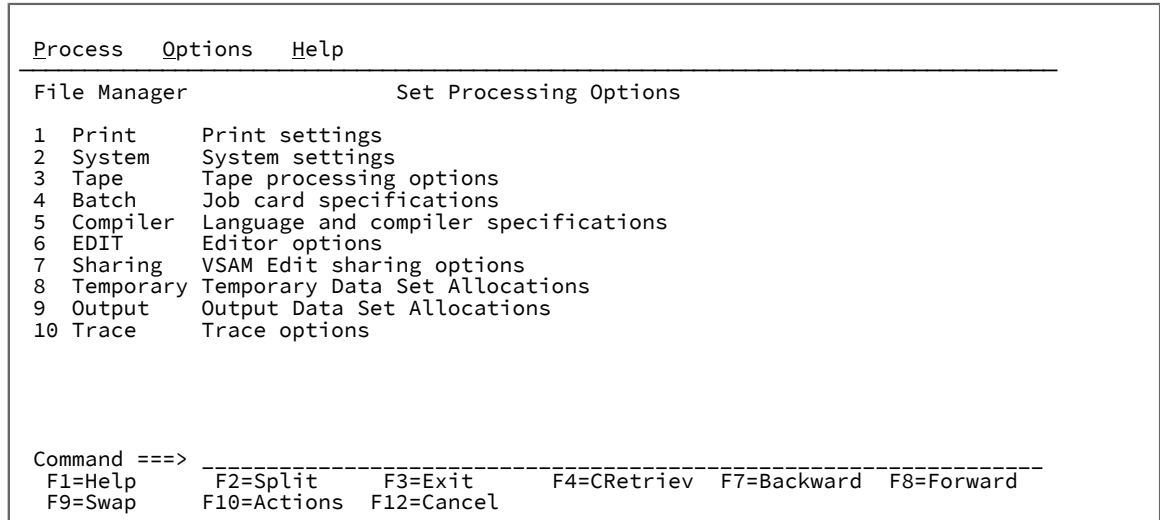 Process   Options   Help
File Manager                Set Processing Options
1  Print     Print settings
2  System    System settings
3  Tape      Tape processing options
4  Batch     Job card specifications
5  Compiler  Language and compiler specifications
6  EDIT      Editor options
7  Sharing   VSAM Edit sharing options
8  Temporary Temporary Data Set Allocations
9  Output    Output Data Set Allocations
10 Trace     Trace options
Command ===> _________________________________________________________________
F1=Help      F2=Split     F3=Exit      F4=CRetriev  F7=Backward  F8=Forward
F9=Swap     F10=Actions  F12=Cancel